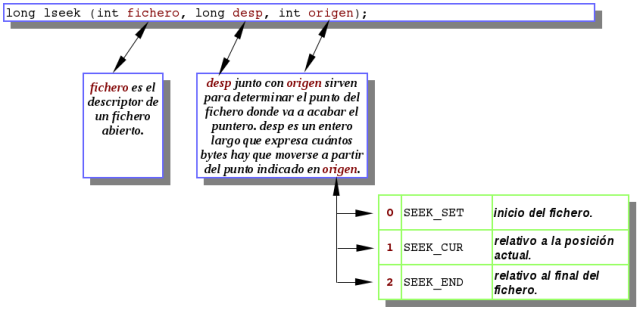 long lseek (int fichero, long desp, int origen);
fichero es el
descriptor de
un fichero
abierto.
desp junto con origen sirven
para determinar el punto del
fichero donde va a acabar el
puntero. desp es un entero
largo que expresa cuántos
bytes hay que moverse a partir
del punto indicado en origen.
0 SEEK_SET inicio del fichero.
1 SEEK_CUR relativo a la posición
actual.
2 SEEK_END relativo al final del
fichero.